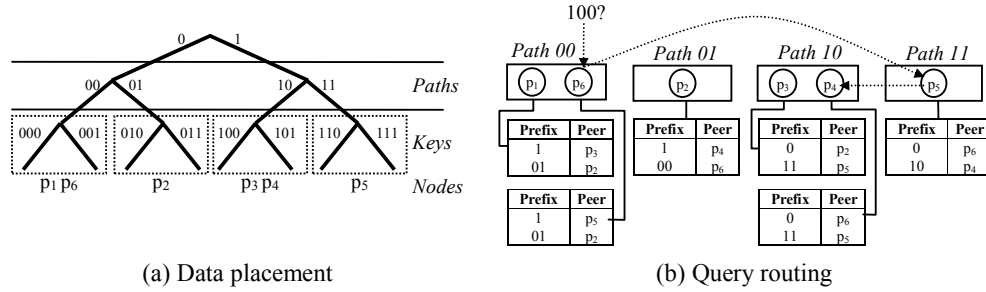 0 1
00 01 10 11 Paths
000 001 010 011 100 101 110 111 Keys
p1 p6 p2 p3 p4 p5 Nodes
(a) Data placement
100?
Path 00 Path 01 Path 10 Path 11
p1 p6 p2 p3 p4 p5
Prefix Peer Prefix Peer Prefix Peer Prefix Peer
1 p3 1 p4 0 p2 0 p6
01 p2 00 p6 11 p5 10 p4
Prefix Peer Prefix Peer
1 p5 0 p6
01 p2 11 p5
(b) Query routing